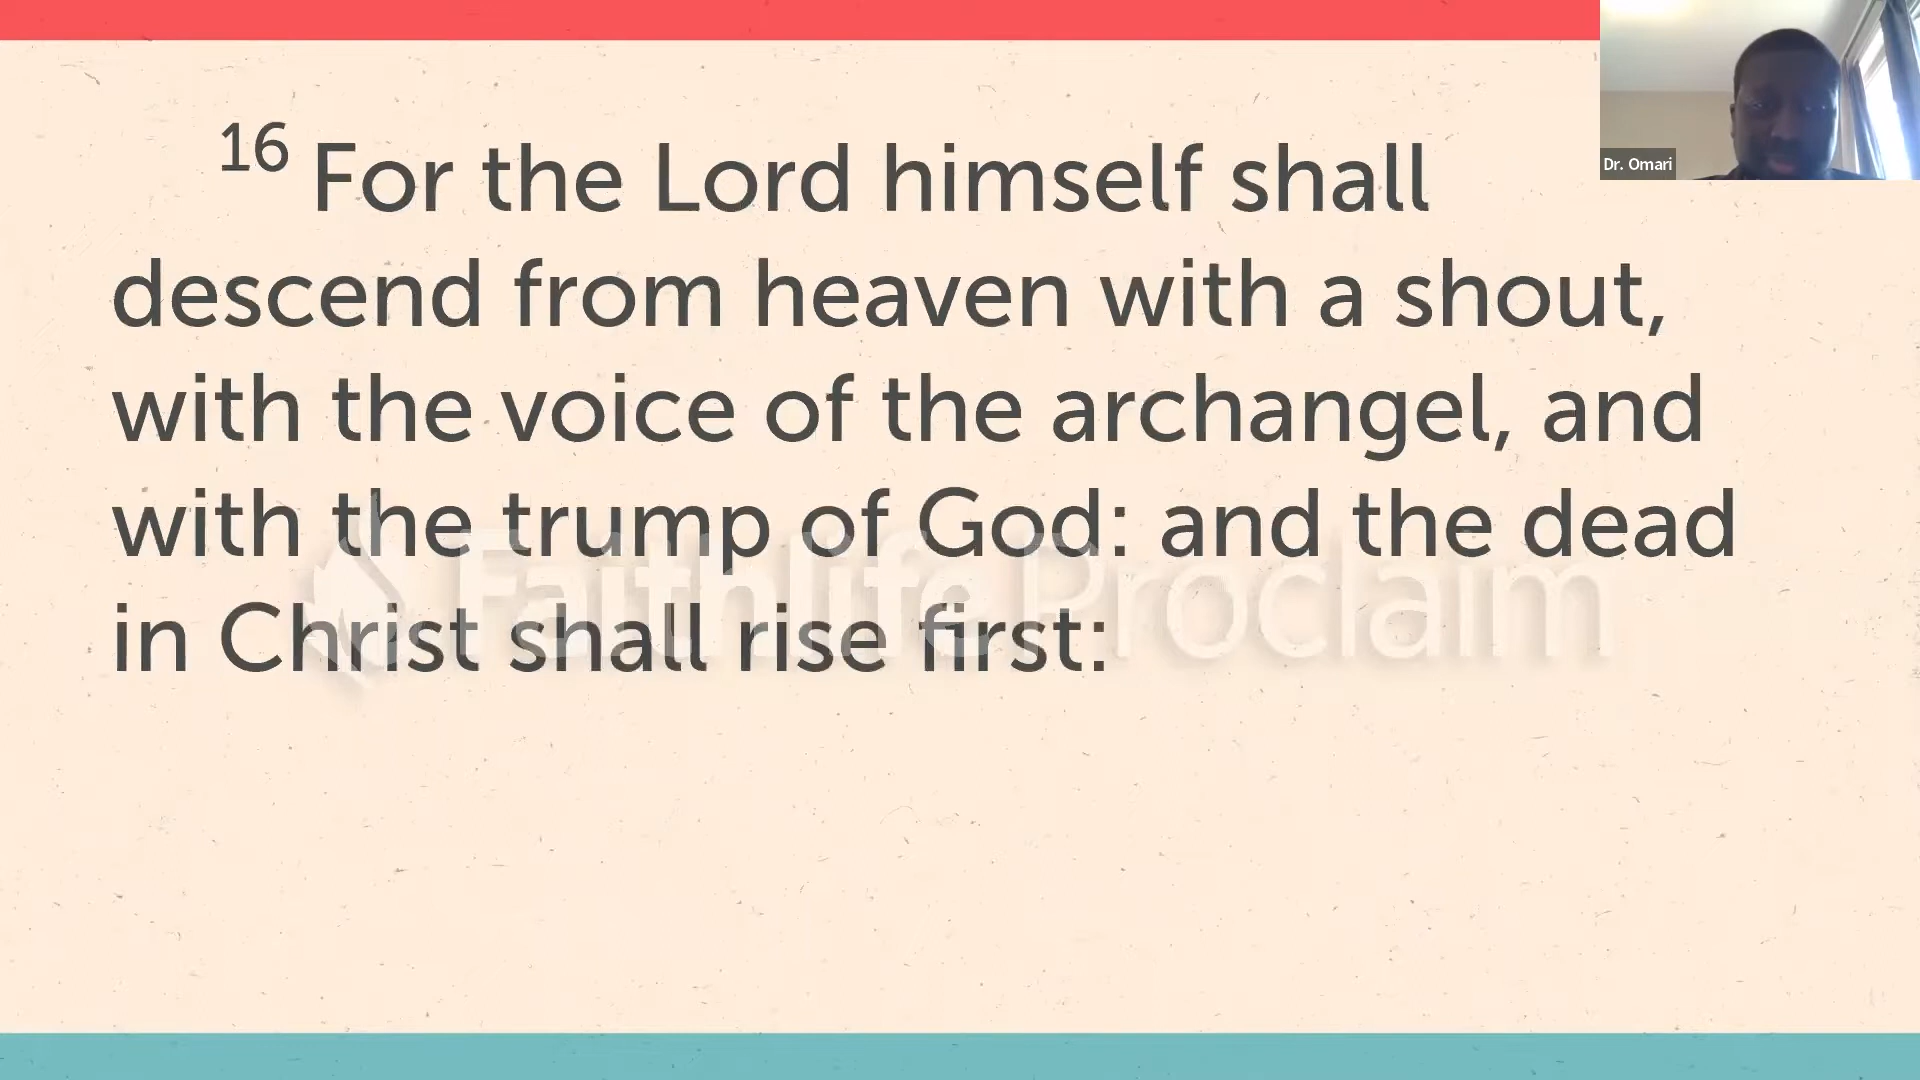 16 For the Lord himself shall
descend from heaven with a shout,
with the voice of the archangel, and
with the trump of God: and the dead
in Christ shall rise first:
Faithlife Proclaim
Dr. Omari